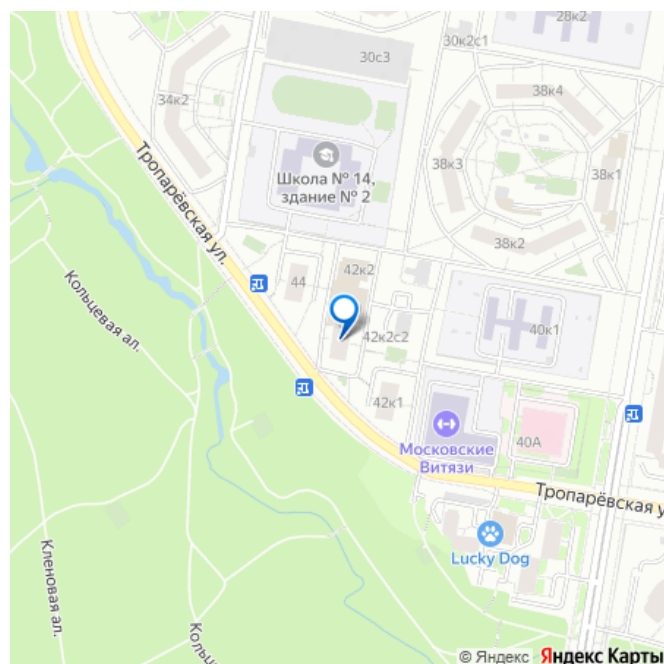 28к2
30к2с1
30с3
38к4
34к2
Школа № 14,
здание № 2
38к3
38к1
Тропарёвская ул.
38к2
42к2
44
Кольцевая ал.
42к2с2
40к1
42к1
Московские
Витязи
40А
Тропарёвская у
Lucky Dog
Кленовая ал.
Кольц
© Яндекс Яндекс Карты